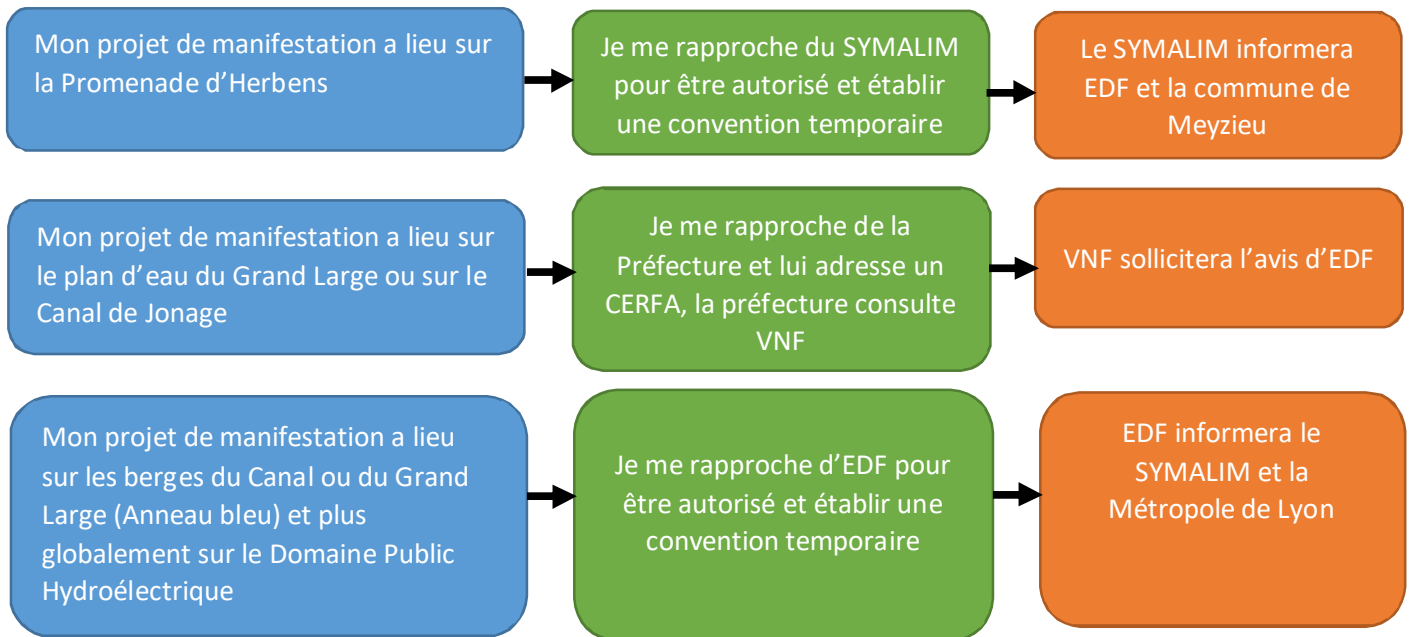 Mon projet de manifestation a lieu sur
la Promenade d’Herbens
Je me rapproche du SYMALIM
pour être autorisé et établir
une convention temporaire
Le SYMALIM informera
EDF et la commune de
Meyzieu
Mon projet de manifestation a lieu sur
le plan d’eau du Grand Large ou sur le
Canal de Jonage
Je me rapproche de la
Préfecture et lui adresse un
CERFA, la préfecture consulte
VNF
VNF sollicitera l’avis d’EDF
Mon projet de manifestation a lieu
sur les berges du Canal ou du Grand
Large (Anneau bleu) et plus
globalement sur le Domaine Public
Hydroélectrique
Je me rapproche d’EDF pour
être autorisé et établir une
convention temporaire
EDF informera le
SYMALIM et la
Métropole de Lyon